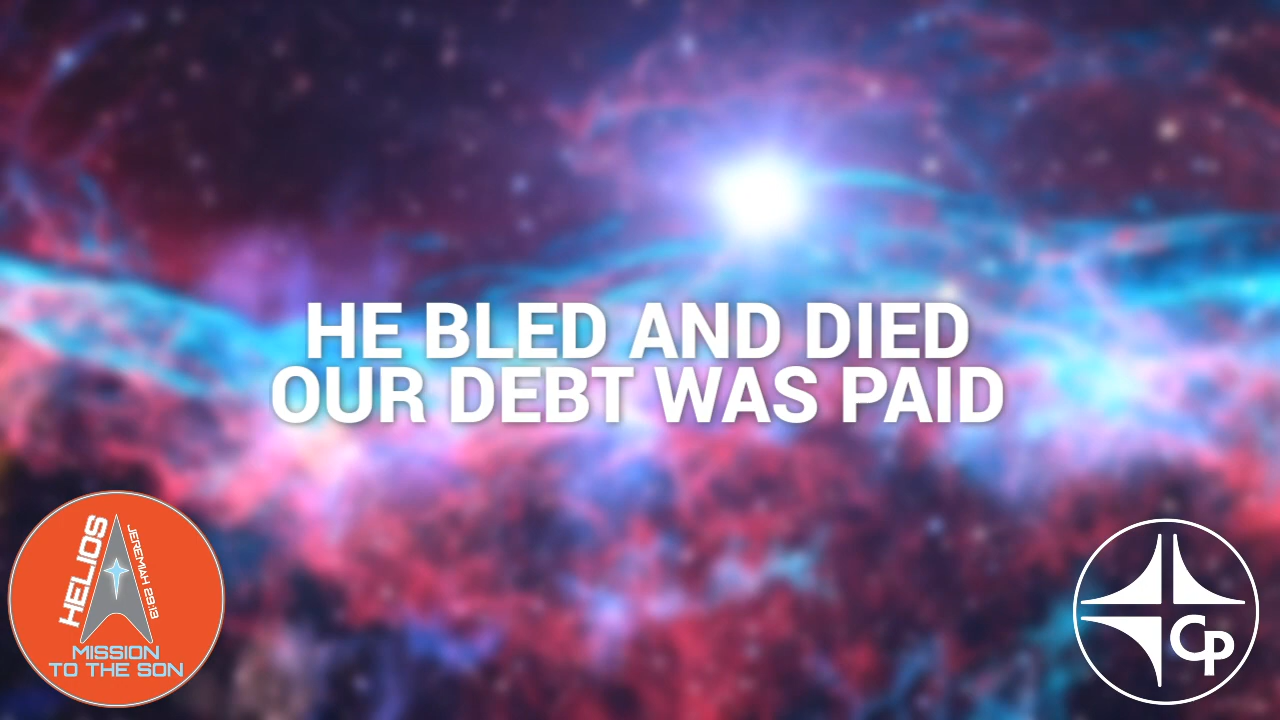 HE BLED AND DIED
OUR DEBT WAS PAID
HELIOS
JEREMIAH 29:13
MISSION
TO THE SON
CP